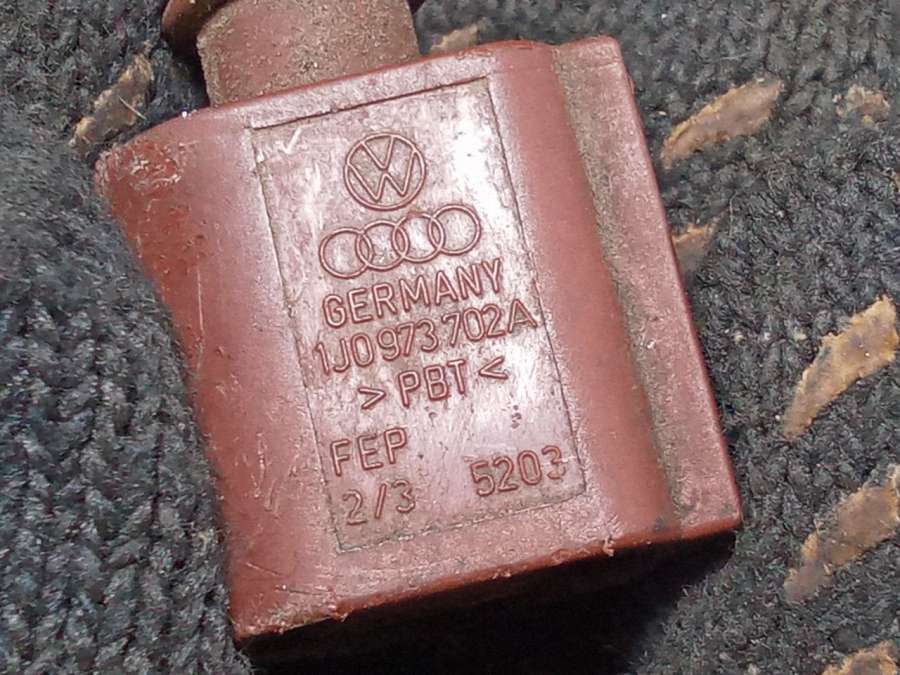 GERMANY
1J0 973 702A
> PBT <
FEP
2/3 5203